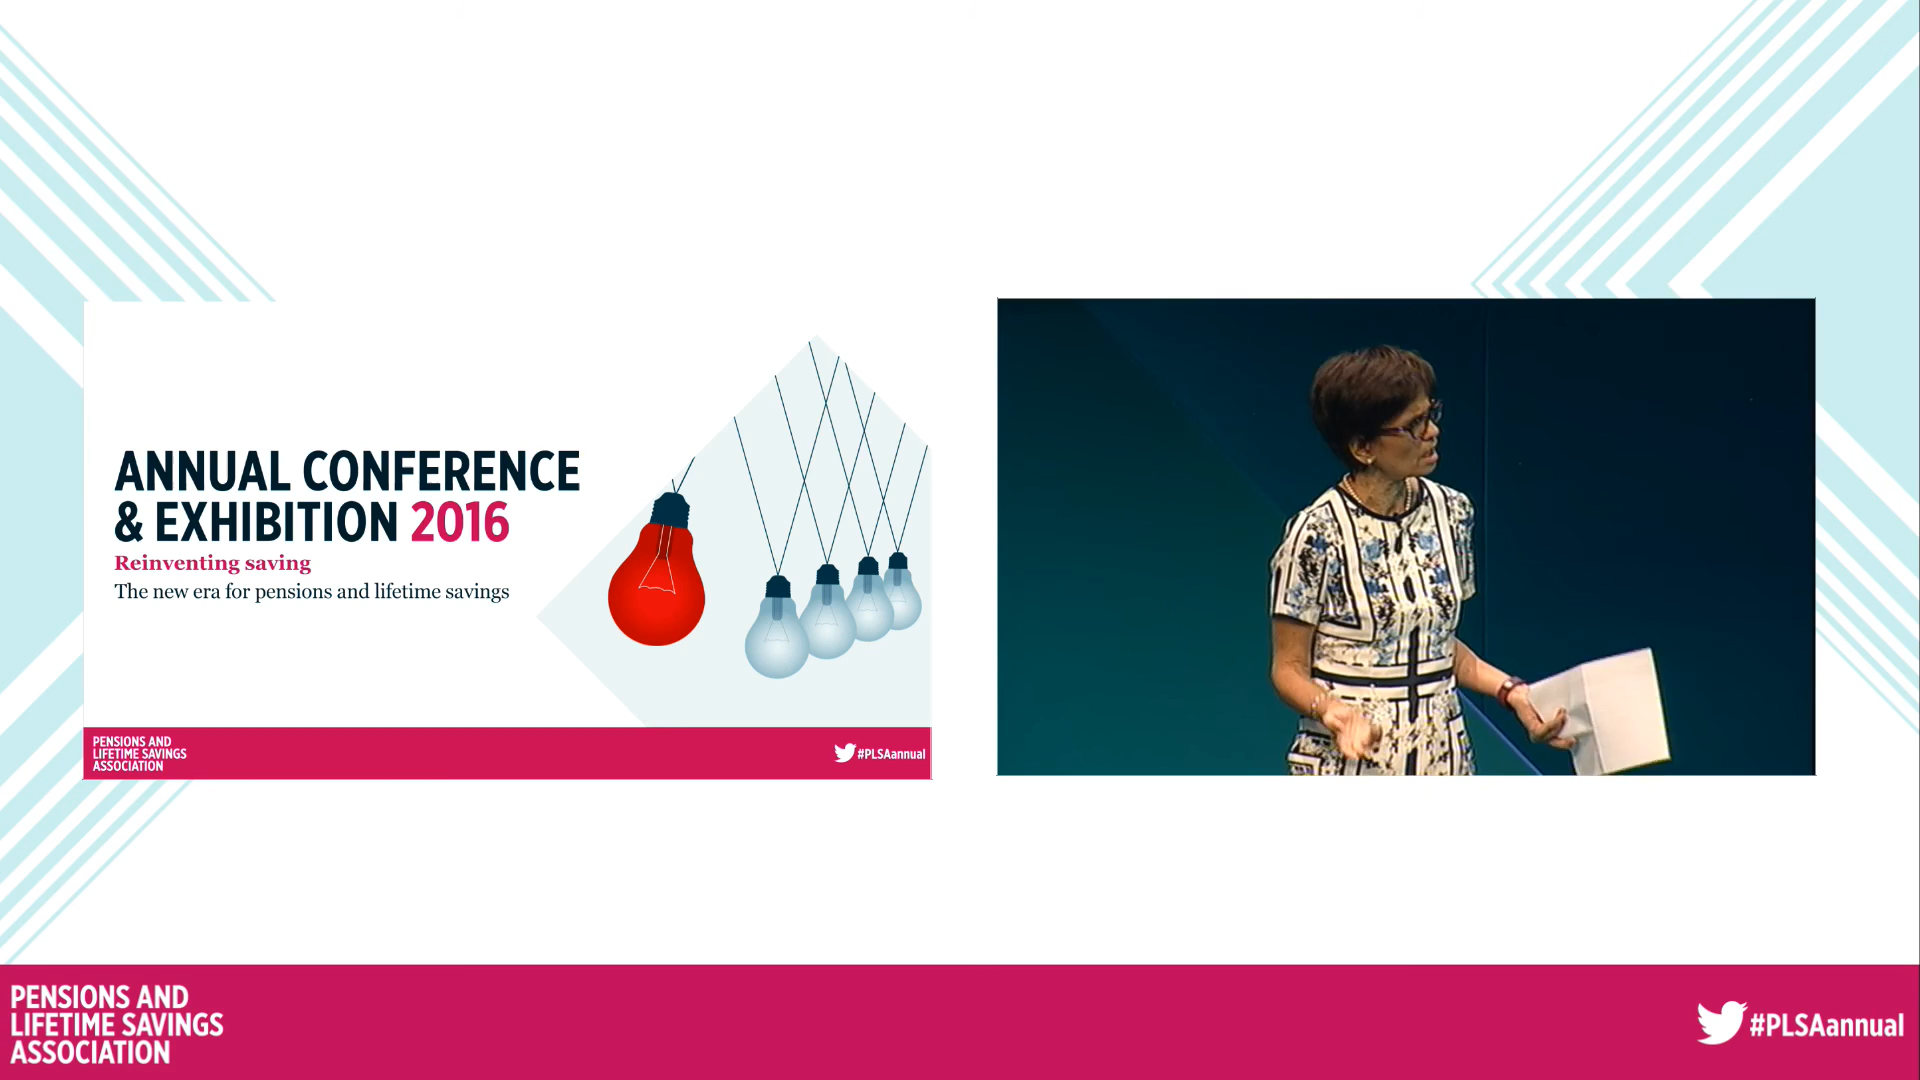 ANNUAL CONFERENCE
& EXHIBITION 2016
Reinventing saving
The new era for pensions and lifetime savings
PENSIONS AND
LIFETIME SAVINGS
ASSOCIATION
#PLSAannual
PENSIONS AND
LIFETIME SAVINGS
ASSOCIATION
#PLSAannual